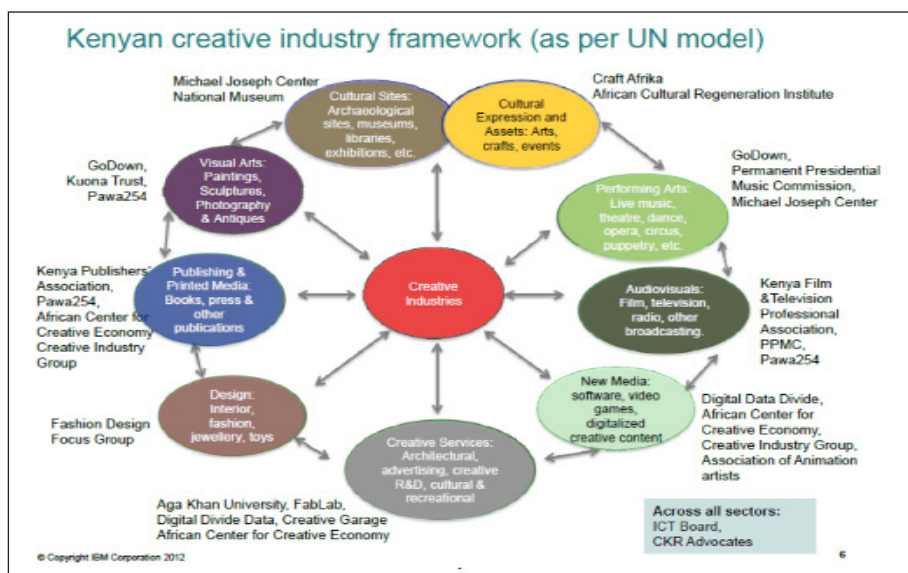 Kenyan creative industry framework (as per UN model)
Michael Joseph Center
National Museum
Cultural Sites:
Archaeological
sites, museums,
libraries,
exhibitions, etc.
Cultural
Expression and
Assets: Arts,
crafts, events
Craft Afrika
African Cultural Regeneration Institute
GoDown,
Kuona Trust,
Pawa254
Visual Arts:
Paintings,
Sculptures,
Photography
& Antiques
Performing Arts:
Live music,
theatre, dance,
opera, circus,
puppetry, etc.
GoDown,
Permanent Presidential
Music Commission,
Michael Joseph Center
Kenya Publishers'
Association,
Pawa254,
African Center for
Creative Economy
Creative Industry
Group
Publishing &
Printed Media:
Books, press &
other
publications
Creative
Industries
Audiovisuals:
Film, television,
radio, other
broadcasting.
Kenya Film
&Television
Professional
Association,
PPMC,
Pawa254
Fashion Design
Focus Group
Design:
Interior,
fashion,
jewellery, toys
New Media:
software, video
games,
digitalized
creative content
Digital Data Divide,
African Center for
Creative Economy,
Creative Industry Group,
Association of Animation
artists
Creative Services:
Architectural,
advertising, creative
R&D, cultural &
recreational
Aga Khan University, FabLab,
Digital Divide Data, Creative Garage
African Center for Creative Economy
Across all sectors:
ICT Board,
CKR Advocates
© Copyright IBM Corporation 2012
6